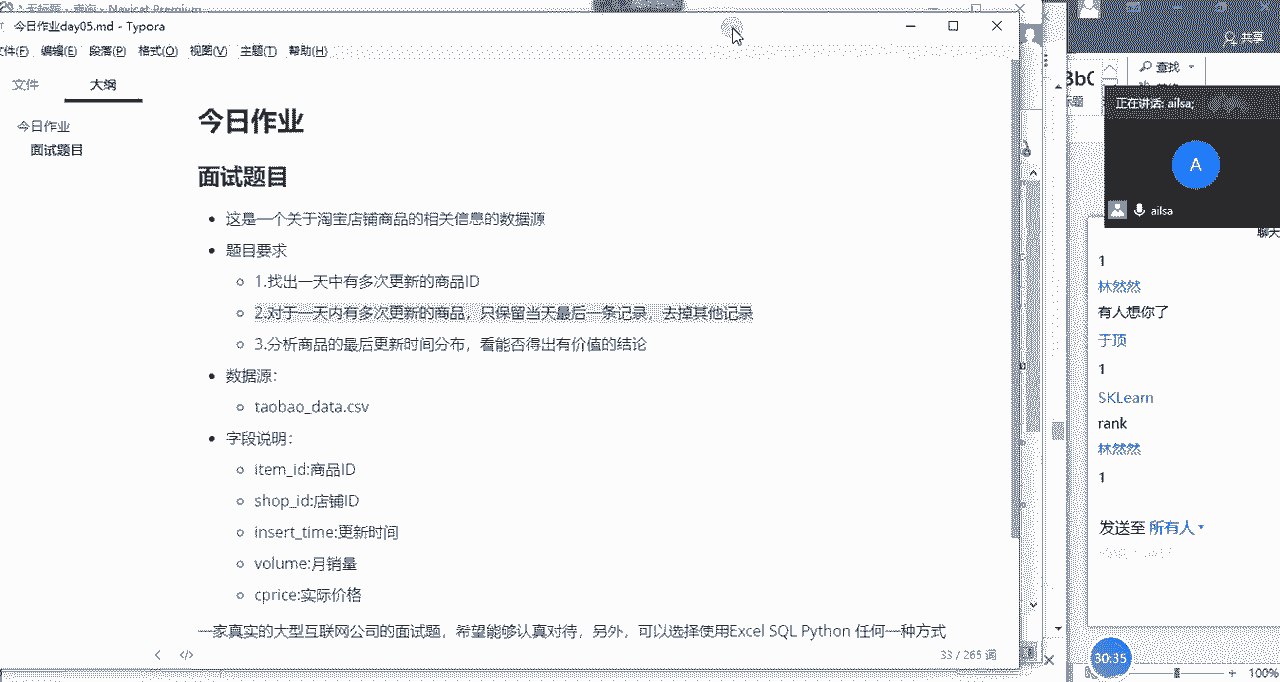 今日作业day05.md - Typora
文件(F) 编辑(E) 段落(P) 格式(O) 视图(V) 主题(T) 帮助(H)
文件 大纲
今日作业
面试题目
今日作业
面试题目
这是一个关于淘宝店铺商品的相关信息的数据源
题目要求
1.找出一天中有多次更新的商品ID
2.对于一天内有多次更新的商品，只保留当天最后一条记录，去掉其他记录
3.分析商品的最后更新时间分布，看能否得出有价值的结论
数据源：
taobao_data.csv
字段说明：
item_id:商品ID
shop_id:店铺ID
insert_time:更新时间
volume:月销量
cprice:实际价格
一家真实的大型互联网公司的面试题，希望能够认真对待，另外，可以选择使用Excel SQL Python 任何一种方式
33 / 265 词
共享
查找
正在讲话: ailsa;
A
ailsa
聊天
1
林然然
有人想你了
于顶
1
SKLearn
rank
林然然
1
发送至 所有人
30:35
100%